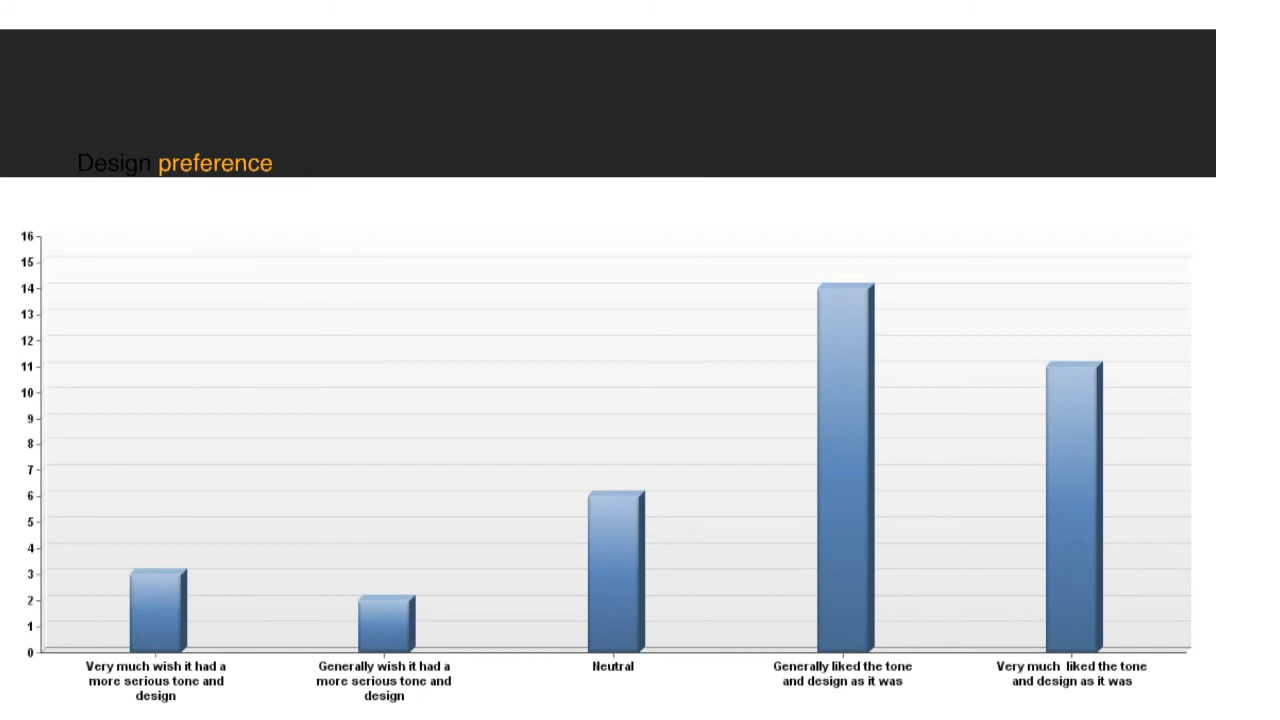 Design preference
16
15
14
13
12
11
10
9
8
7
6
5
4
3
2
1
0
Very much wish it had a
more serious tone and
design
Generally wish it had a
more serious tone and
design
Neutral
Generally liked the tone
and design as it was
Very much liked the tone
and design as it was